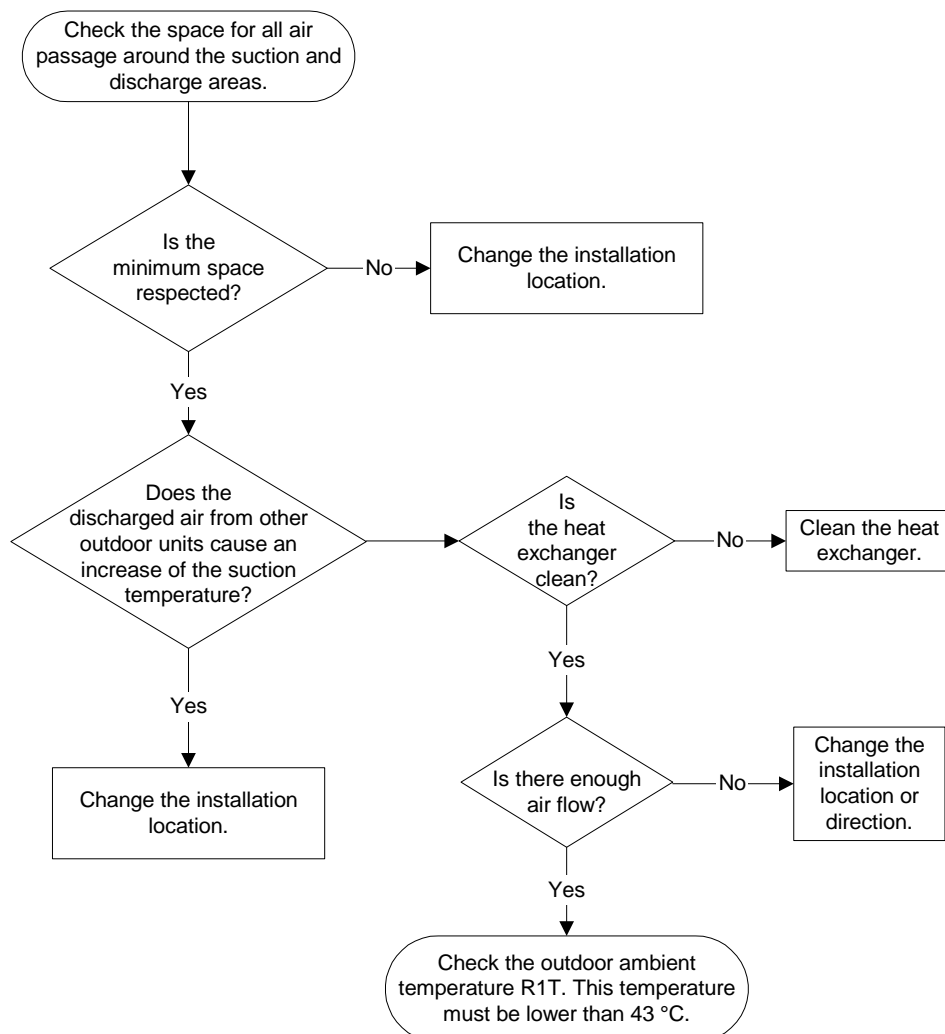 Check the space for all air
passage around the suction and
discharge areas.
Is the
minimum space
respected?
No
Change the installation
location.
Yes
Does the
discharged air from other
outdoor units cause an
increase of the suction
temperature?
Is
the heat
exchanger
clean?
No
Clean the heat
exchanger.
Yes
Yes
Change the installation
location.
Is there enough
air flow?
No
Change the
installation
location or
direction.
Yes
Check the outdoor ambient
temperature R1T. This temperature
must be lower than 43 °C.